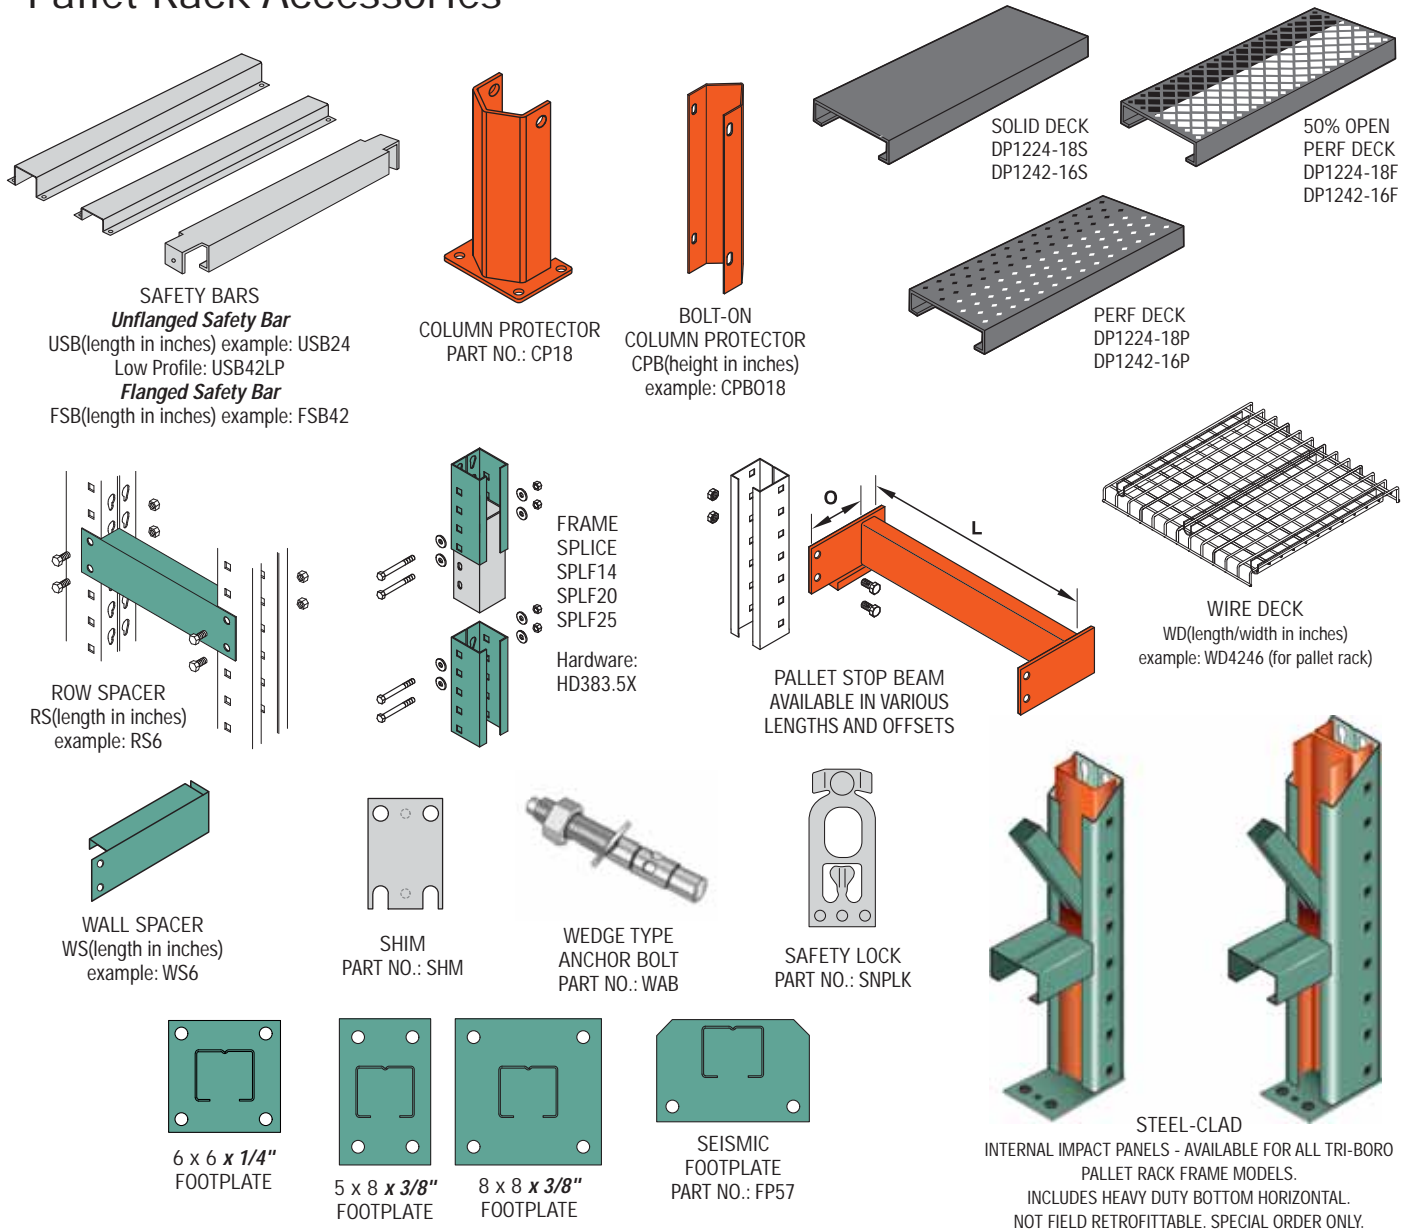 Pallet Rack Accessories
SAFETY BARS
Unflanged Safety Bar
USB(length in inches) example: USB24
Low Profile: USB42LP
Flanged Safety Bar
FSB(length in inches) example: FSB42
COLUMN PROTECTOR
PART NO.: CP18
BOLT-ON
COLUMN PROTECTOR
CPB(height in inches)
example: CPBO18
SOLID DECK
DP1224-18S
DP1242-16S
50% OPEN
PERF DECK
DP1224-18F
DP1242-16F
PERF DECK
DP1224-18P
DP1242-16P
ROW SPACER
RS(length in inches)
example: RS6
FRAME
SPLICE
SPLF14
SPLF20
SPLF25
Hardware:
HD383.5X
O
L
PALLET STOP BEAM
AVAILABLE IN VARIOUS
LENGTHS AND OFFSETS
WIRE DECK
WD(length/width in inches)
example: WD4246 (for pallet rack)
WALL SPACER
WS(length in inches)
example: WS6
SHIM
PART NO.: SHM
WEDGE TYPE
ANCHOR BOLT
PART NO.: WAB
SAFETY LOCK
PART NO.: SNPLK
6 x 6 x 1/4"
FOOTPLATE
5 x 8 x 3/8"
FOOTPLATE
8 x 8 x 3/8"
FOOTPLATE
SEISMIC
FOOTPLATE
PART NO.: FP57
STEEL-CLAD
INTERNAL IMPACT PANELS - AVAILABLE FOR ALL TRI-BORO
PALLET RACK FRAME MODELS.
INCLUDES HEAVY DUTY BOTTOM HORIZONTAL.
NOT FIELD RETROFITTABLE. SPECIAL ORDER ONLY.